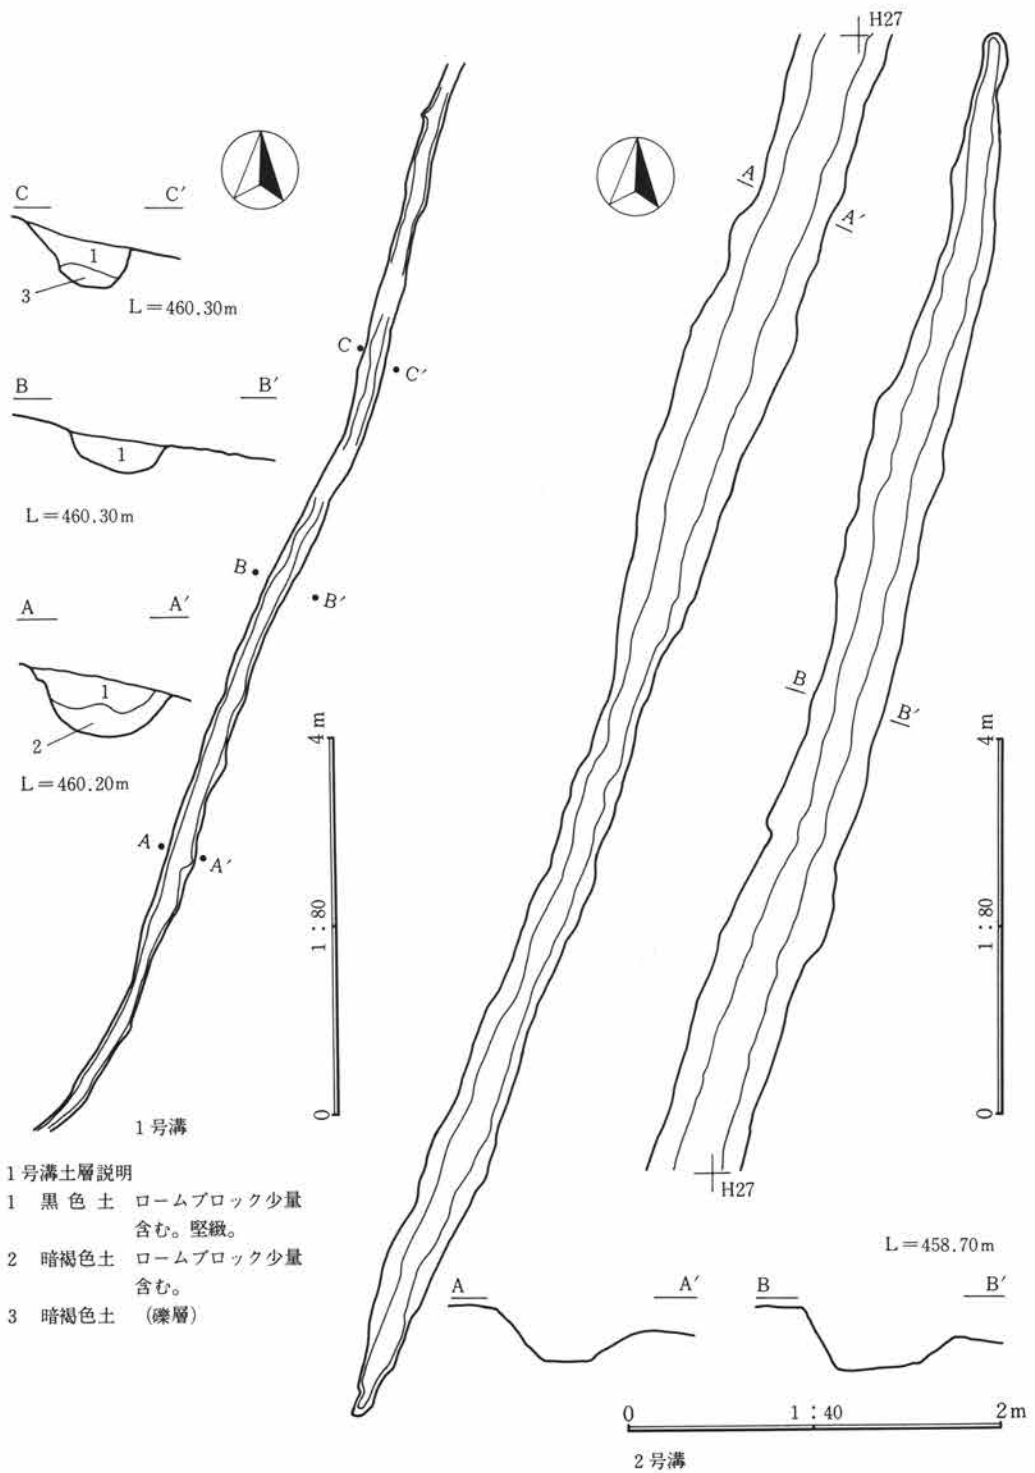 C C′
1
3
L=460.30m
B B′
1
L=460.30m
A A′
1
2
L=460.20m
C
C′
B
B′
A
A′
4m
1:80
0
1号溝
1号溝土層説明
1 黒色土 ロームブロック少量
含む。堅緻。
2 暗褐色土 ロームブロック少量
含む。
3 暗褐色土 (礫層)
H27
A
A′
B
B′
4m
1:80
0
H27
L=458.70m
A A′ B B′
0 1:40 2m
2号溝